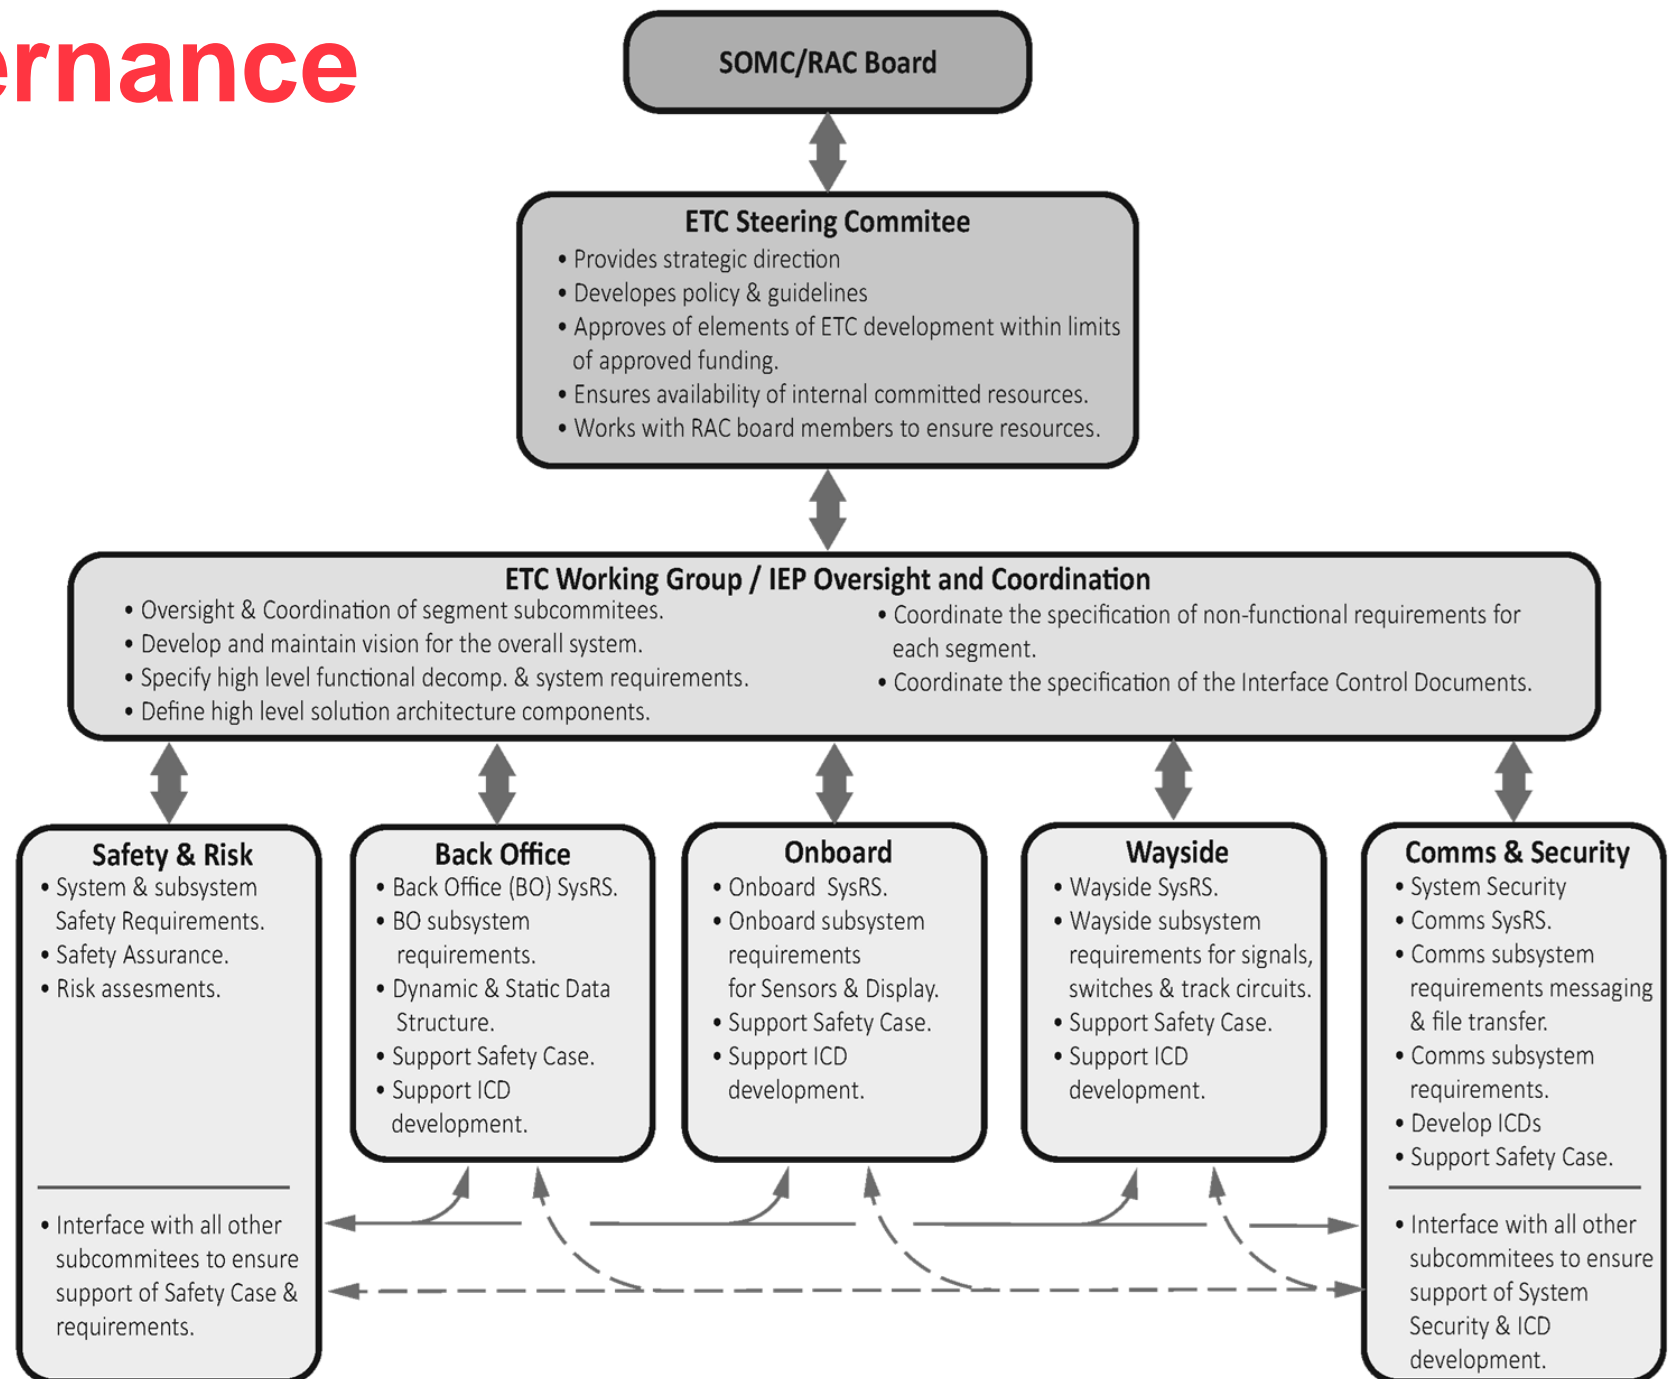 ernance
SOMC/RAC Board
ETC Steering Commitee
• Provides strategic direction
• Developes policy & guidelines
• Approves of elements of ETC development within limits
of approved funding.
• Ensures availability of internal committed resources.
• Works with RAC board members to ensure resources.
ETC Working Group / IEP Oversight and Coordination
• Oversight & Coordination of segment subcommitees.
• Develop and maintain vision for the overall system.
• Specify high level functional decomp. & system requirements.
• Define high level solution architecture components.
• Coordinate the specification of non-functional requirements for
each segment.
• Coordinate the specification of the Interface Control Documents.
Safety & Risk
• System & subsystem
Safety Requirements.
• Safety Assurance.
• Risk assesments.
• Interface with all other
subcommitees to ensure
support of Safety Case &
requirements.
Back Office
• Back Office (BO) SysRS.
• BO subsystem
requirements.
• Dynamic & Static Data
Structure.
• Support Safety Case.
• Support ICD
development.
Onboard
• Onboard SysRS.
• Onboard subsystem
requirements
for Sensors & Display.
• Support Safety Case.
• Support ICD
development.
Wayside
• Wayside SysRS.
• Wayside subsystem
requirements for signals,
switches & track circuits.
• Support Safety Case.
• Support ICD
development.
Comms & Security
• System Security
• Comms SysRS.
• Comms subsystem
requirements messaging
& file transfer.
• Comms subsystem
requirements.
• Develop ICDs
• Support Safety Case.
• Interface with all other
subcommitees to ensure
support of System
Security & ICD
development.